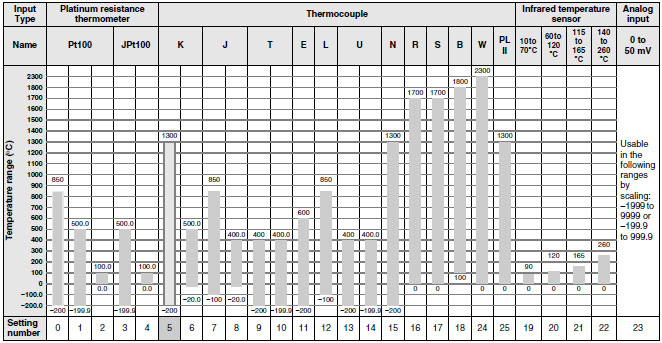 Input Type Platinum resistance thermometer Thermocouple Infrared temperature sensor Analog input
Name Pt100 JPt100 K J T E L U N R S B W PL II 10 to 70°C 60 to 120 °C 115 to 165 °C 140 to 260 °C 0 to 50 mV
Temperature range (°C)
2300
1800
1700
1600
1500
1400
1300
1200
1100
1000
900
800
700
600
500
400
300
200
100
0
−100.0
−200.0
850 500.0 100.0 500.0 100.0 1300 500.0 850 400.0 400 400.0 600 850 400 400.0 1300 1700 1700 1800 2300 1300 90 120 165 260
−200 −199.9 0.0 −199.9 0.0 −200 −20.0 −100 −20.0 −200 −199.9 −200 −100 −200 −199.9 −200 0 0 100 0 0 0 0 0 0
Usable
in the
following
ranges
by
scaling:
−1999 to
9999 or
−199.9
to 999.9
Setting number 0 1 2 3 4 5 6 7 8 9 10 11 12 13 14 15 16 17 18 24 25 19 20 21 22 23